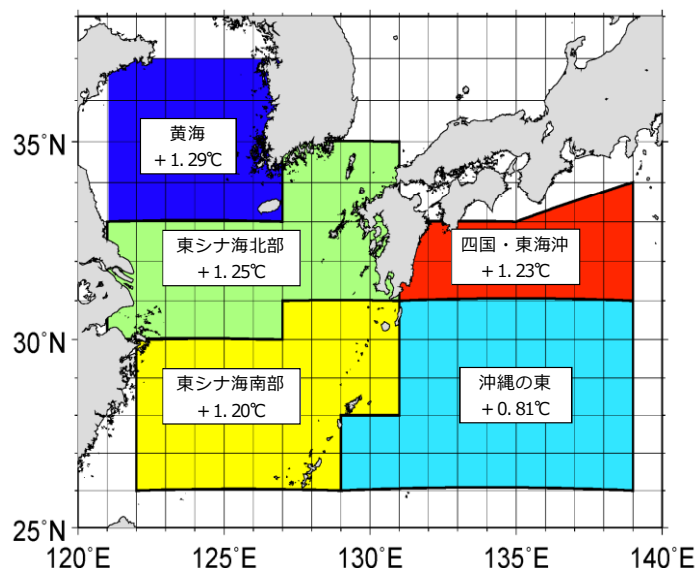 35°N
30°N
25°N
黄海
+1.29℃
東シナ海北部
+1.25℃
四国・東海沖
+1.23℃
東シナ海南部
+1.20℃
沖縄の東
+0.81℃
120°E
125°E
130°E
135°E
140°E